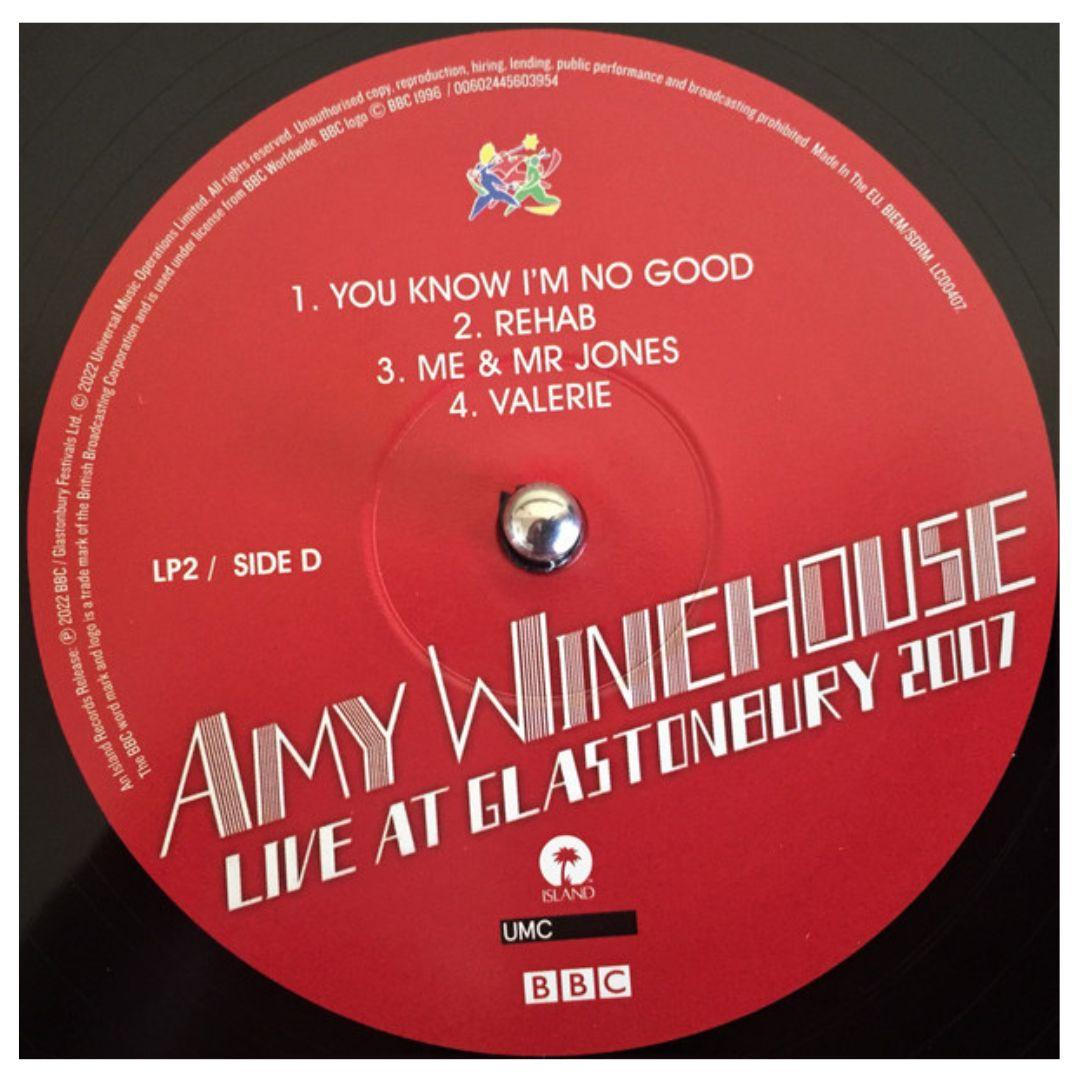 An Island Records Release: ℗ 2022 BBC / Glastonbury Festivals Ltd. © 2022 Universal Music Operations Limited. All rights reserved. Unauthorised copy, reproduction, hiring, lending, public performance and broadcasting prohibited. Made In The EU. BIEM/SDRM. LC00407.
The BBC word mark and logo is a trade mark of the British Broadcasting Corporation and is used under license from BBC Worldwide. BBC logo © BBC 1996 / 00602445603954
1. YOU KNOW I'M NO GOOD
2. REHAB
3. ME & MR JONES
4. VALERIE
LP2 / SIDE D
AMY WINEHOUSE
LIVE AT GLASTONBURY 2007
ISLAND
UMC
BBC